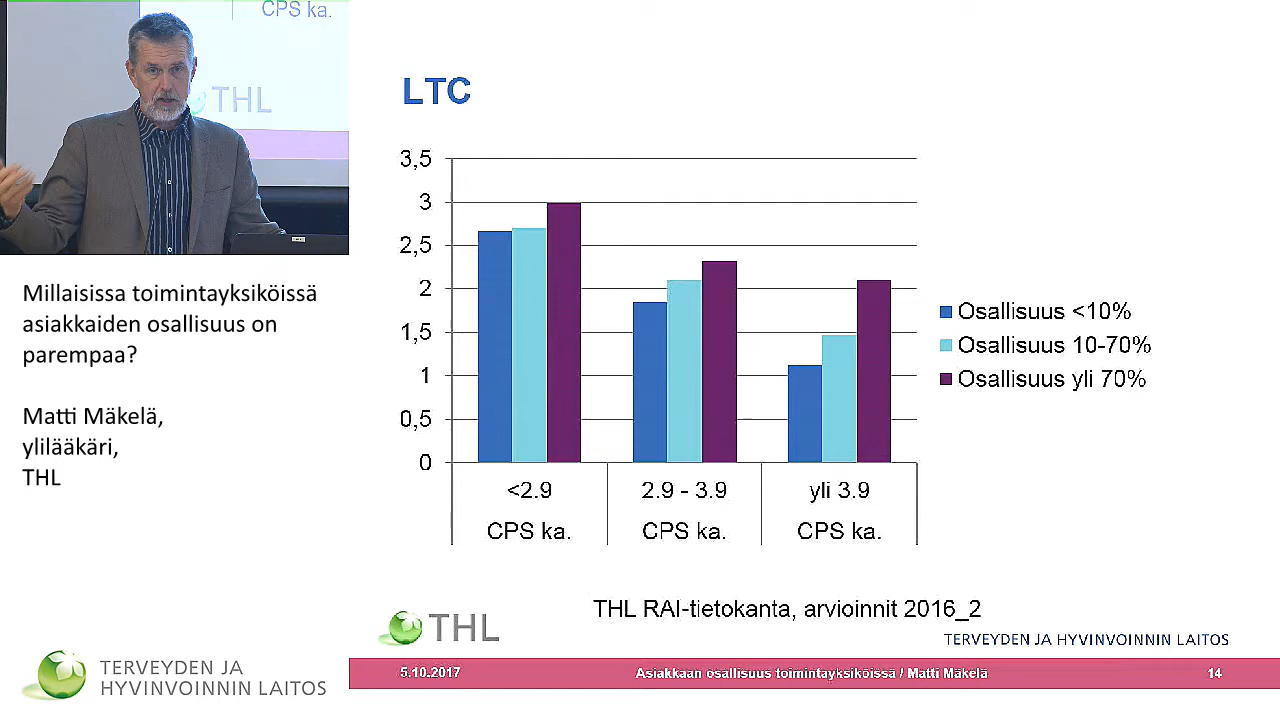 CPS ka.
THL
LTC
3,5
3
2,5
2
1,5
1
0,5
0
<2.9
2.9 - 3.9
yli 3.9
CPS ka.
CPS ka.
CPS ka.
Osallisuus <10%
Osallisuus 10-70%
Osallisuus yli 70%
Millaisissa toimintayksiköissä
asiakkaiden osallisuus on
parempaa?
Matti Mäkelä,
ylilääkäri,
THL
THL RAI-tietokanta, arvioinnit 2016_2
THL
TERVEYDEN JA HYVINVOINNIN LAITOS
5.10.2017
Asiakkaan osallisuus toimintayksiköissä / Matti Mäkelä
14
TERVEYDEN JA
HYVINVOINNIN LAITOS